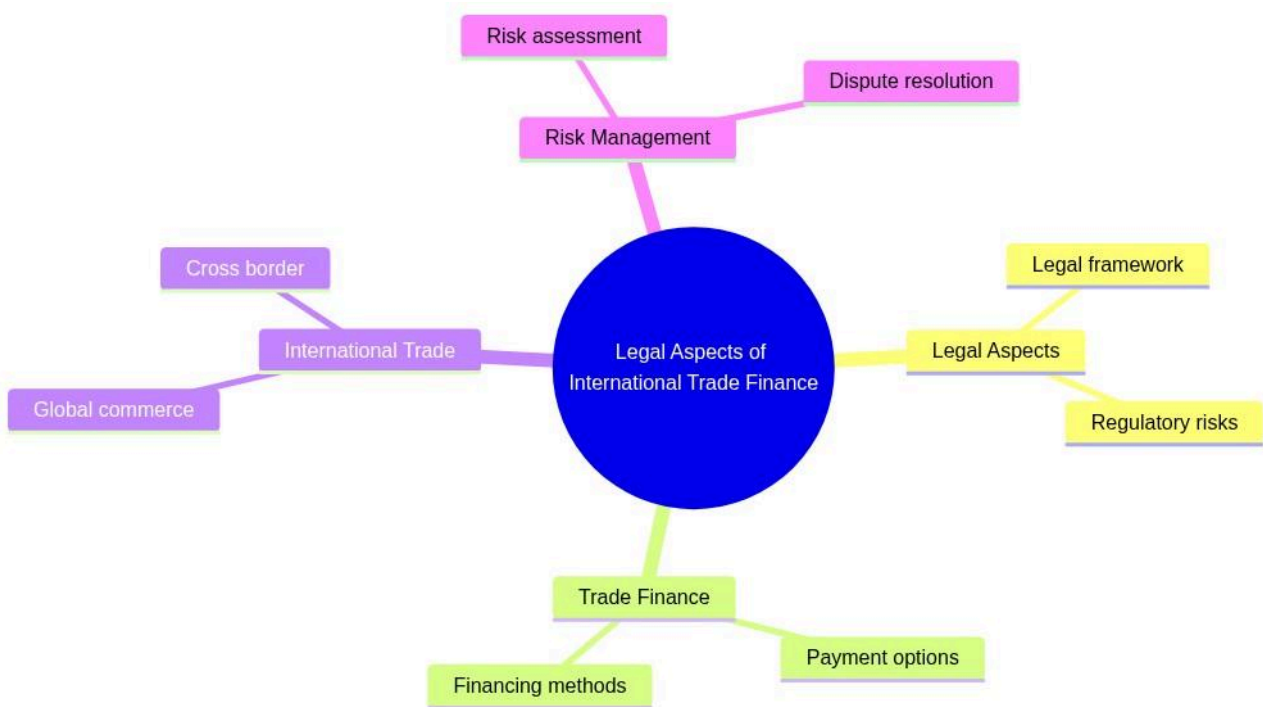 Risk assessment
Dispute resolution
Risk Management
Cross border
Legal framework
International Trade
Legal Aspects of
International Trade Finance
Legal Aspects
Global commerce
Regulatory risks
Trade Finance
Payment options
Financing methods